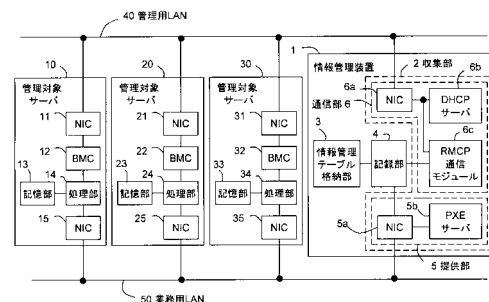 40 管理用LAN
1
10
20
30
管理対象
サーバ
管理対象
サーバ
管理対象
サーバ
情報管理装置
2 収集部
6a
6b
通信部 6
11
NIC
21
NIC
31
NIC
NIC
DHCP
サーバ
12
BMC
22
BMC
32
BMC
3
情報管理
テーブル
格納部
4
記録部
6c
RMCP
通信
モジュール
13
記憶部
14
処理部
23
記憶部
24
処理部
33
記憶部
34
処理部
15
NIC
25
NIC
35
NIC
5a
NIC
5b
PXE
サーバ
5 提供部
50 業務用LAN